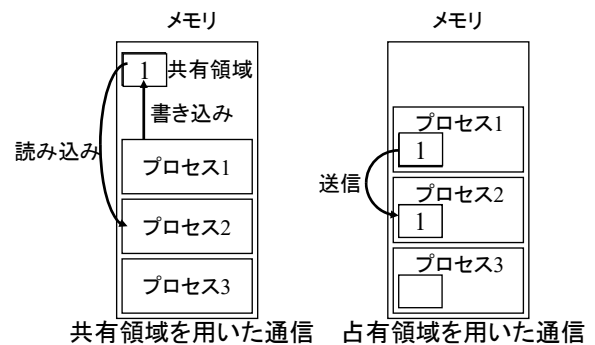 メモリ
1 共有領域
書き込み
読み込み
プロセス1
プロセス2
プロセス3
共有領域を用いた通信
メモリ
プロセス1
1
送信
プロセス2
1
プロセス3
占有領域を用いた通信